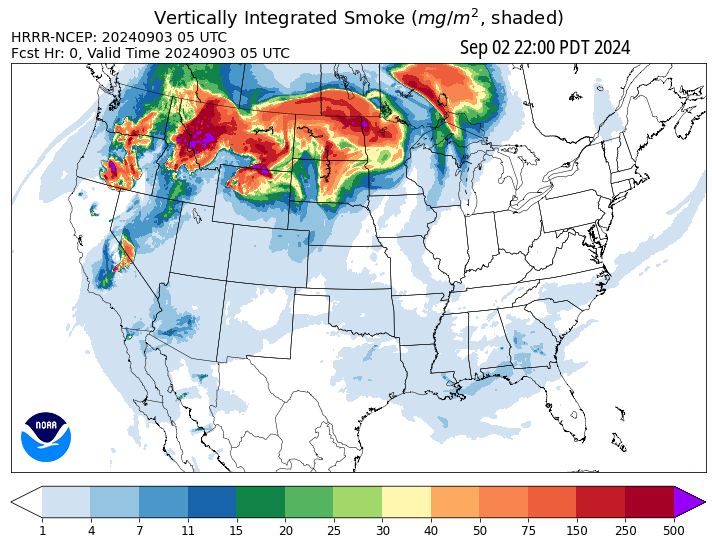 Vertically Integrated Smoke (mg/m², shaded)
HRRR-NCEP: 20240903 05 UTC
Fcst Hr: 0, Valid Time 20240903 05 UTC
Sep 02 22:00 PDT 2024
NOAA
1 4 7 11 15 20 25 30 40 50 75 150 250 500